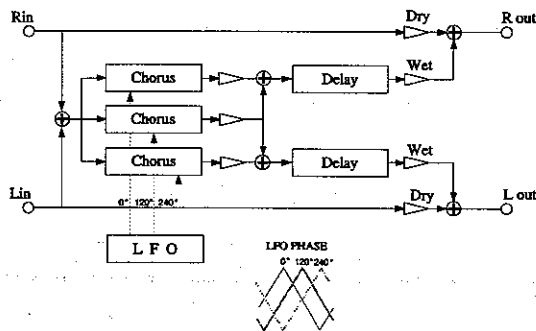 Rin
Dry
R out
Chorus
Delay
Wet
Chorus
Chorus
Delay
Wet
0° 120° 240°
Lin
Dry
L out
L F O
LFO PHASE
0° 120° 240°